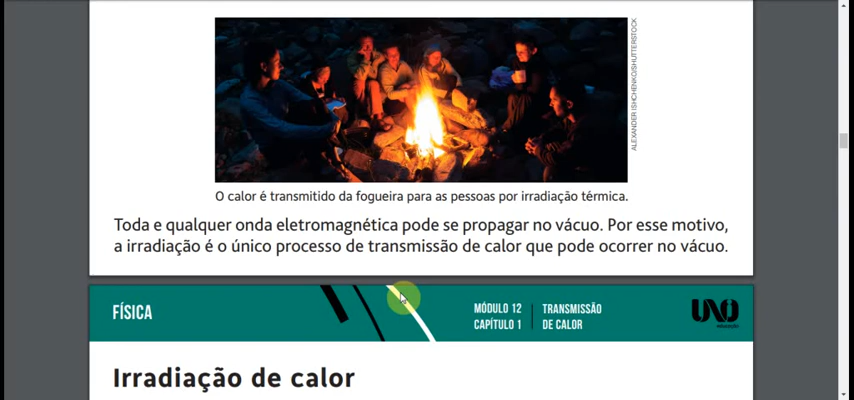 ALEXANDER ISHCHENKO/SHUTTERSTOCK
O calor é transmitido da fogueira para as pessoas por irradiação térmica.
Toda e qualquer onda eletromagnética pode se propagar no vácuo. Por esse motivo,
a irradiação é o único processo de transmissão de calor que pode ocorrer no vácuo.
FÍSICA
MÓDULO 12
CAPÍTULO 1
TRANSMISSÃO
DE CALOR
UNO
educação
Irradiação de calor